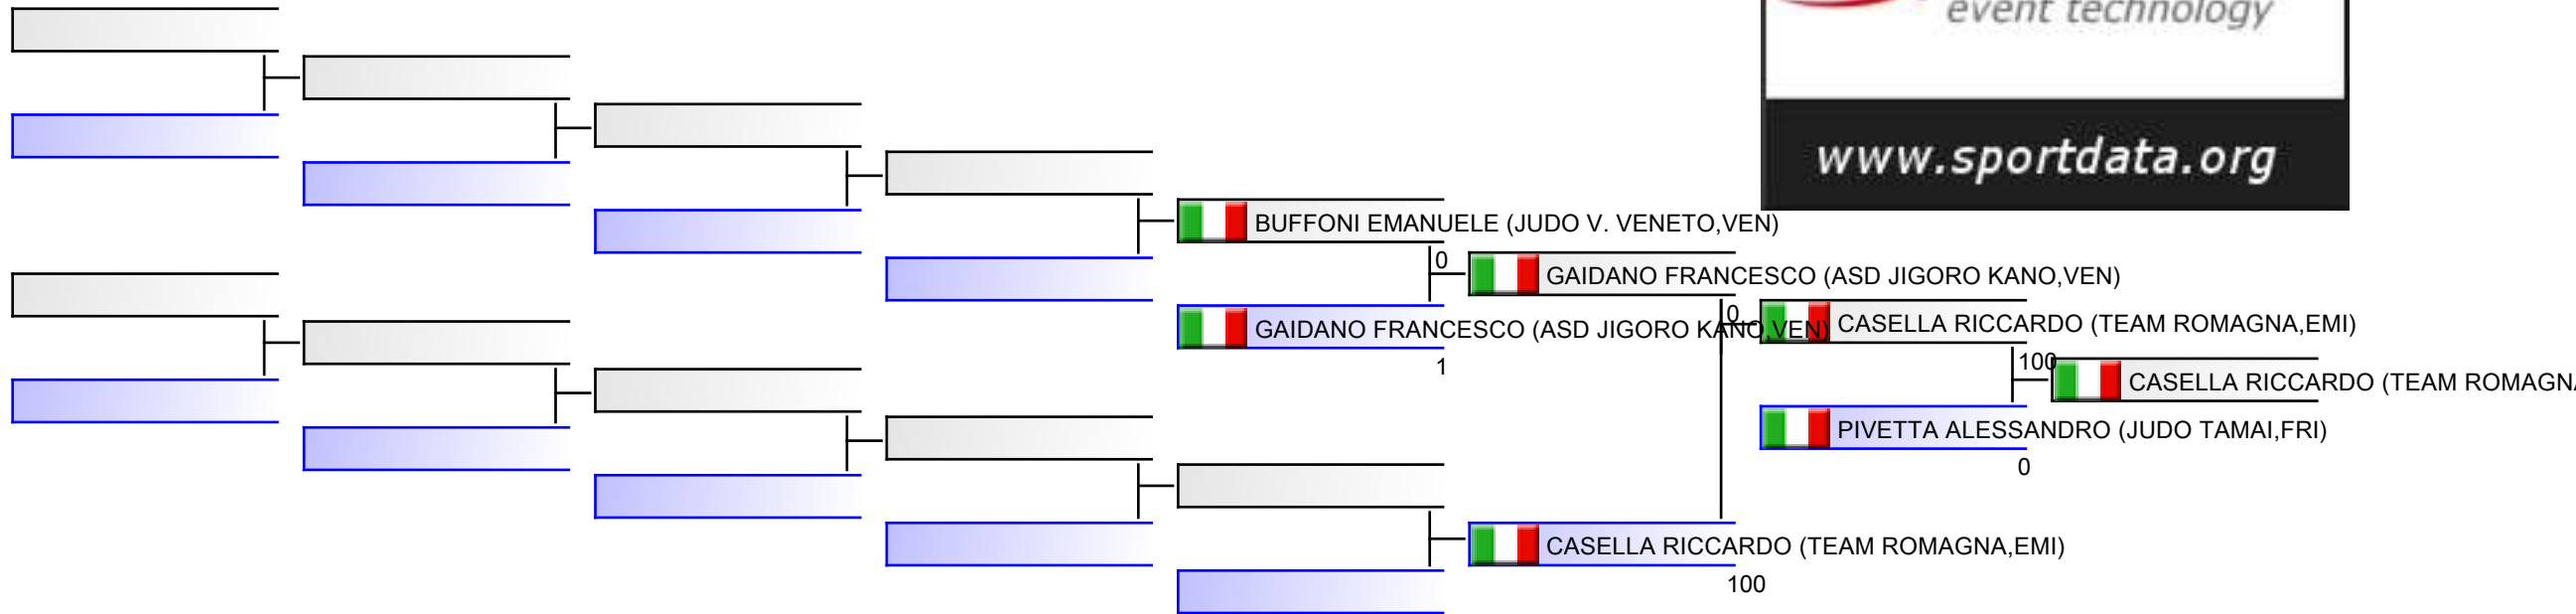 event technology
www.sportdata.org
BUFFONI EMANUELE (JUDO V. VENETO,VEN)
0
GAIDANO FRANCESCO (ASD JIGORO KANO,VEN)
GAIDANO FRANCESCO (ASD JIGORO KANO,VEN)
1
0
CASELLA RICCARDO (TEAM ROMAGNA,EMI)
100
CASELLA RICCARDO (TEAM ROMAGNA
PIVETTA ALESSANDRO (JUDO TAMAI,FRI)
0
CASELLA RICCARDO (TEAM ROMAGNA,EMI)
100